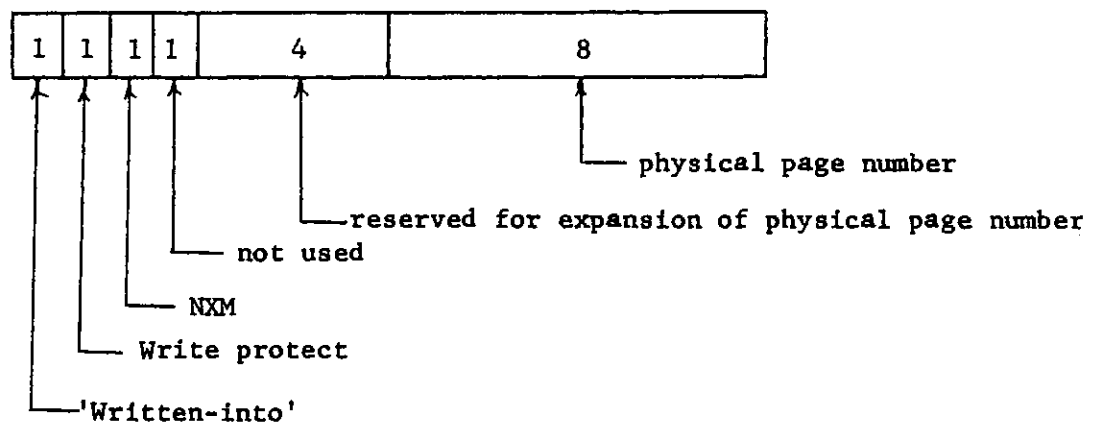 1 1 1 1 4 8
physical page number
reserved for expansion of physical page number
not used
NXM
Write protect
'Written-into'